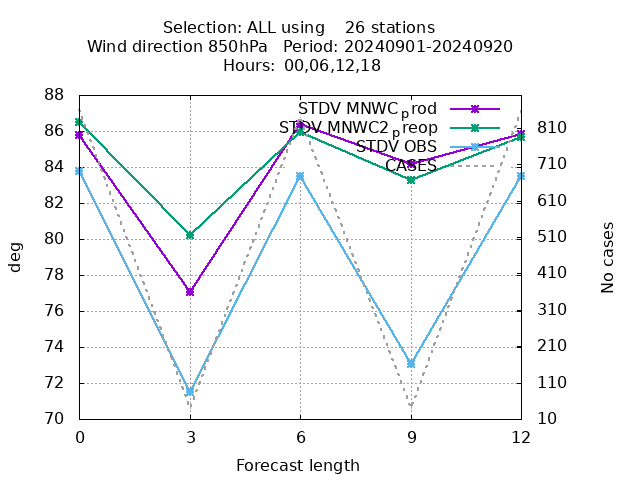 Selection: ALL using 26 stations
Wind direction 850hPa Period: 20240901-20240920
Hours: 00,06,12,18
STDV MNWCprod
STDV MNWC2preop
STDV OBS
CASES
88
86
84
82
80
78
76
74
72
70
deg
810
710
610
510
410
310
210
110
10
No cases
0 3 6 9 12
Forecast length